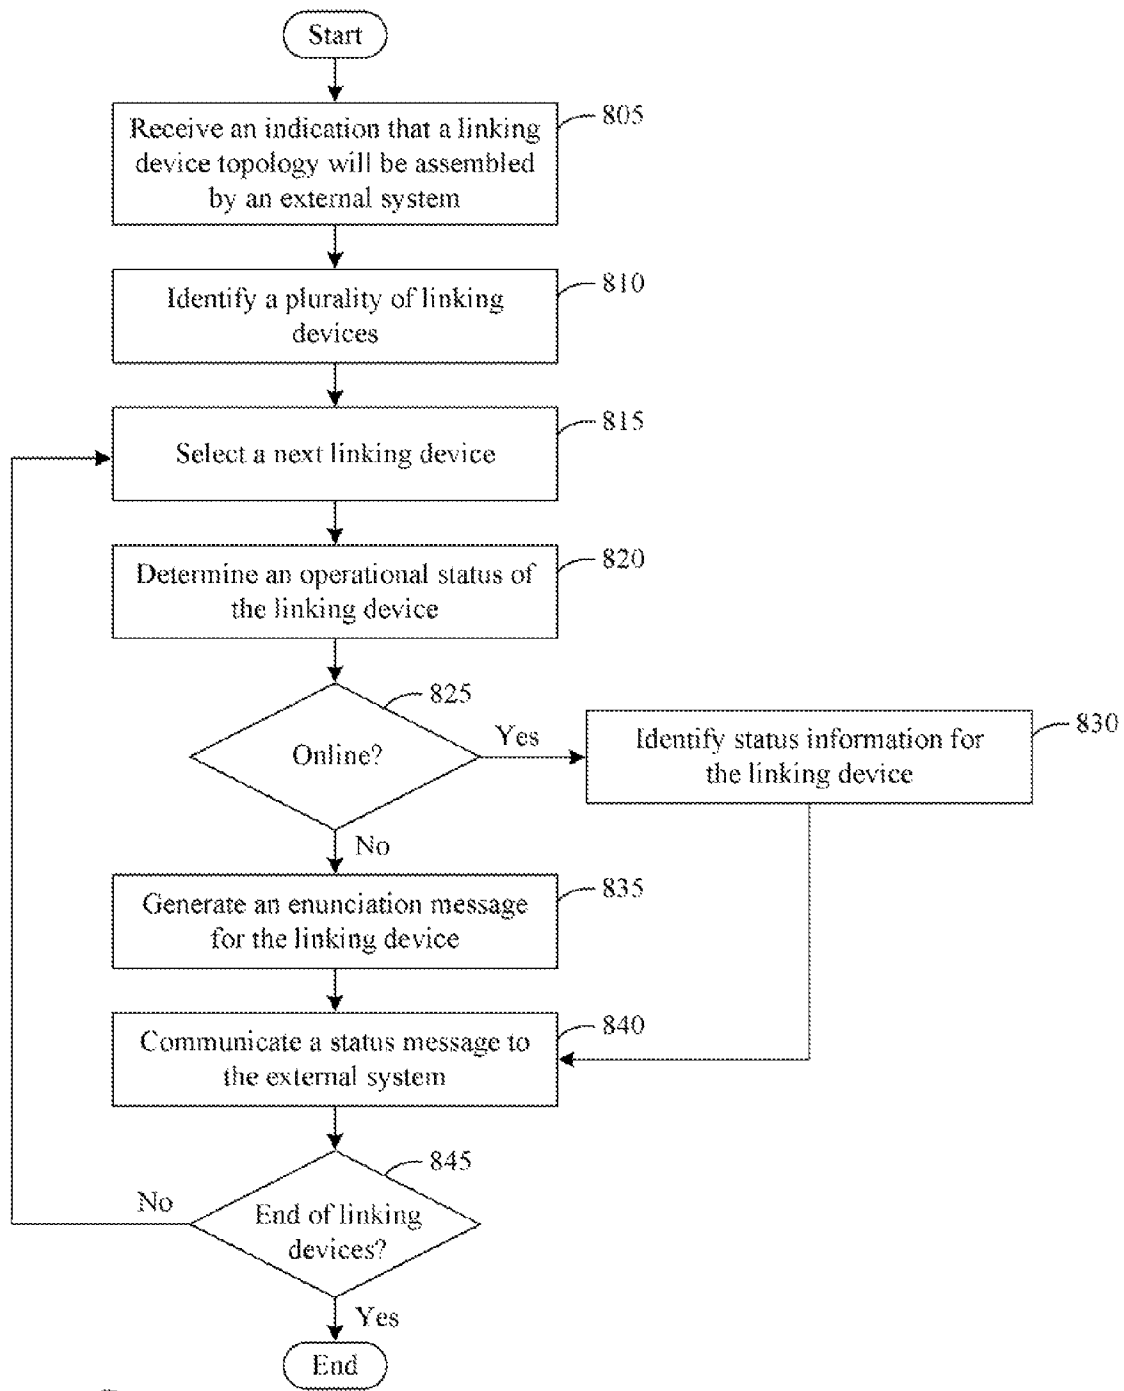 Start
Receive an indication that a linking
device topology will be assembled
by an external system
805
Identify a plurality of linking
devices
810
Select a next linking device
815
Determine an operational status of
the linking device
820
Online?
825
Yes
Identify status information for
the linking device
830
No
Generate an enunciation message
for the linking device
835
Communicate a status message to
the external system
840
End of linking
devices?
845
No
Yes
End